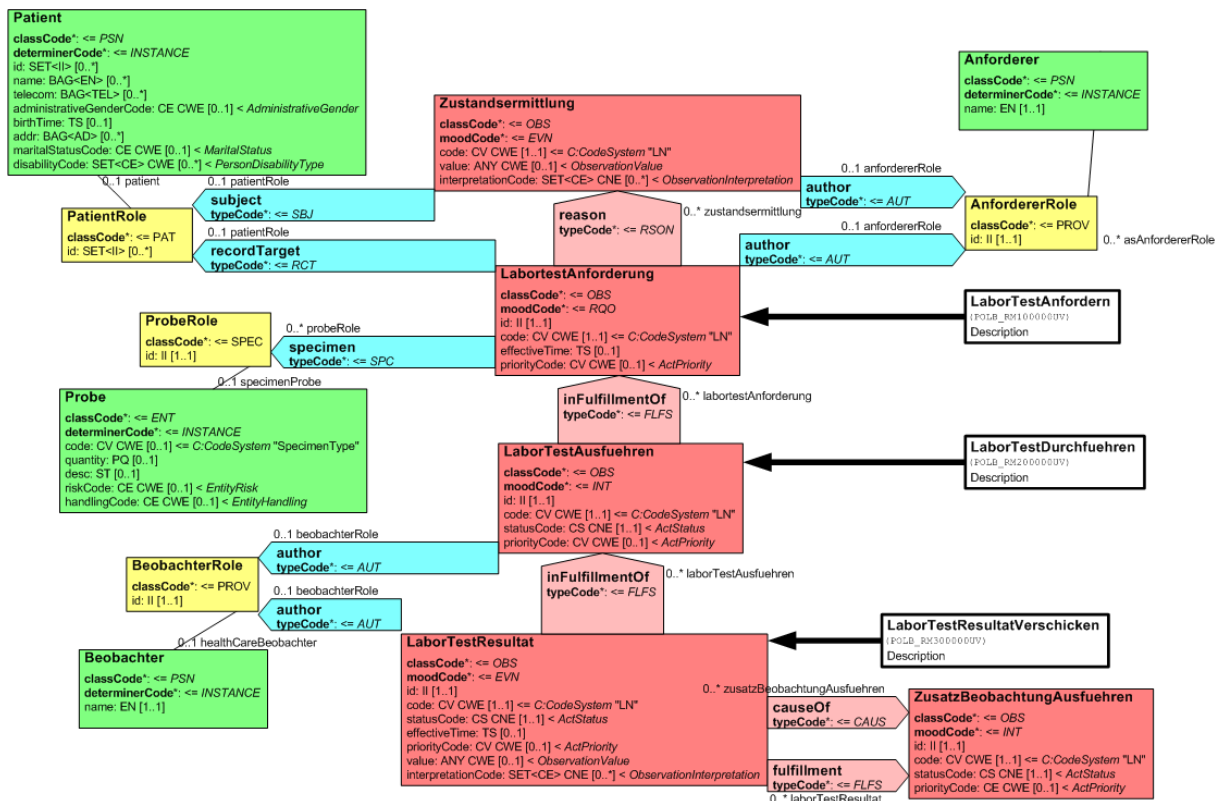 Patient
classCode*: <= PSN
determinerCode*: <= INSTANCE
id: SET<II> [0..*]
name: BAG<EN> [0..*]
telecom: BAG<TEL> [0..*]
administrativeGenderCode: CE CWE [0..1] < AdministrativeGender
birthTime: TS [0..1]
addr: BAG<AD> [0..*]
maritalStatusCode: CE CWE [0..1] < MaritalStatus
disabilityCode: SET<CE> CWE [0..*] < PersonDisabilityType
0..1 patient
Zustandsermittlung
classCode*: <= OBS
moodCode*: <= EVN
code: CV CWE [1..1] <= C:CodeSystem "LN"
value: ANY CWE [0..1] < ObservationValue
interpretationCode: SET<CE> CNE [0..*] < ObservationInterpretation
Anforderer
classCode*: <= PSN
determinerCode*: <= INSTANCE
name: EN [1..1]
0..1 patientRole
subject
typeCode*: <= SBJ
0..1 anfordererRole
author
typeCode*: <= AUT
PatientRole
classCode*: <= PAT
id: SET<II> [0..*]
0..1 patientRole
recordTarget
typeCode*: <= RCT
reason
typeCode*: <= RSON
0..* zustandsermittlung
0..1 anfordererRole
author
typeCode*: <= AUT
AnfordererRole
classCode*: <= PROV
id: II [1..1]
0..* asAnfordererRole
LabortestAnforderung
classCode*: <= OBS
moodCode*: <= RQO
id: II [1..1]
code: CV CWE [1..1] <= C:CodeSystem "LN"
effectiveTime: TS [0..1]
priorityCode: CV CWE [0..1] < ActPriority
LaborTestAnfordern
(POLB_RM100000UV)
Description
ProbeRole
classCode*: <= SPEC
id: II [1..1]
0..* probeRole
specimen
typeCode*: <= SPC
0..1 specimenProbe
Probe
classCode*: <= ENT
determinerCode*: <= INSTANCE
code: CV CWE [0..1] <= C:CodeSystem "SpecimenType"
quantity: PQ [0..1]
desc: ST [0..1]
riskCode: CE CWE [0..1] < EntityRisk
handlingCode: CE CWE [0..1] < EntityHandling
inFulfillmentOf
typeCode*: <= FLFS
0..* labortestAnforderung
LaborTestAusfuehren
classCode*: <= OBS
moodCode*: <= INT
id: II [1..1]
code: CV CWE [1..1] <= C:CodeSystem "LN"
statusCode: CS CNE [1..1] < ActStatus
priorityCode: CV CWE [0..1] < ActPriority
LaborTestDurchfuehren
(POLB_RM200000UV)
Description
0..1 beobachterRole
author
typeCode*: <= AUT
BeobachterRole
classCode*: <= PROV
id: II [1..1]
0..1 beobachterRole
author
typeCode*: <= AUT
0..1 healthCareBeobachter
Beobachter
classCode*: <= PSN
determinerCode*: <= INSTANCE
name: EN [1..1]
inFulfillmentOf
typeCode*: <= FLFS
0..* laborTestAusfuehren
LaborTestResultat
classCode*: <= OBS
moodCode*: <= EVN
id: II [1..1]
code: CV CWE [1..1] <= C:CodeSystem "LN"
statusCode: CS CNE [1..1] < ActStatus
effectiveTime: TS [0..1]
priorityCode: CV CWE [0..1] < ActPriority
value: ANY CWE [0..1] < ObservationValue
interpretationCode: SET<CE> CNE [0..*] < ObservationInterpretation
LaborTestResultatVerschicken
(POLB_RM300000UV)
Description
0..* zusatzBeobachtungAusfuehren
causeOf
typeCode*: <= CAUS
fulfillment
typeCode*: <= FLFS
0..* laborTestResultat
ZusatzBeobachtungAusfuehren
classCode*: <= OBS
moodCode*: <= INT
id: II [1..1]
code: CV CWE [1..1] <= C:CodeSystem "LN"
statusCode: CS CNE [1..1] < ActStatus
priorityCode: CE CWE [0..1] < ActPriority